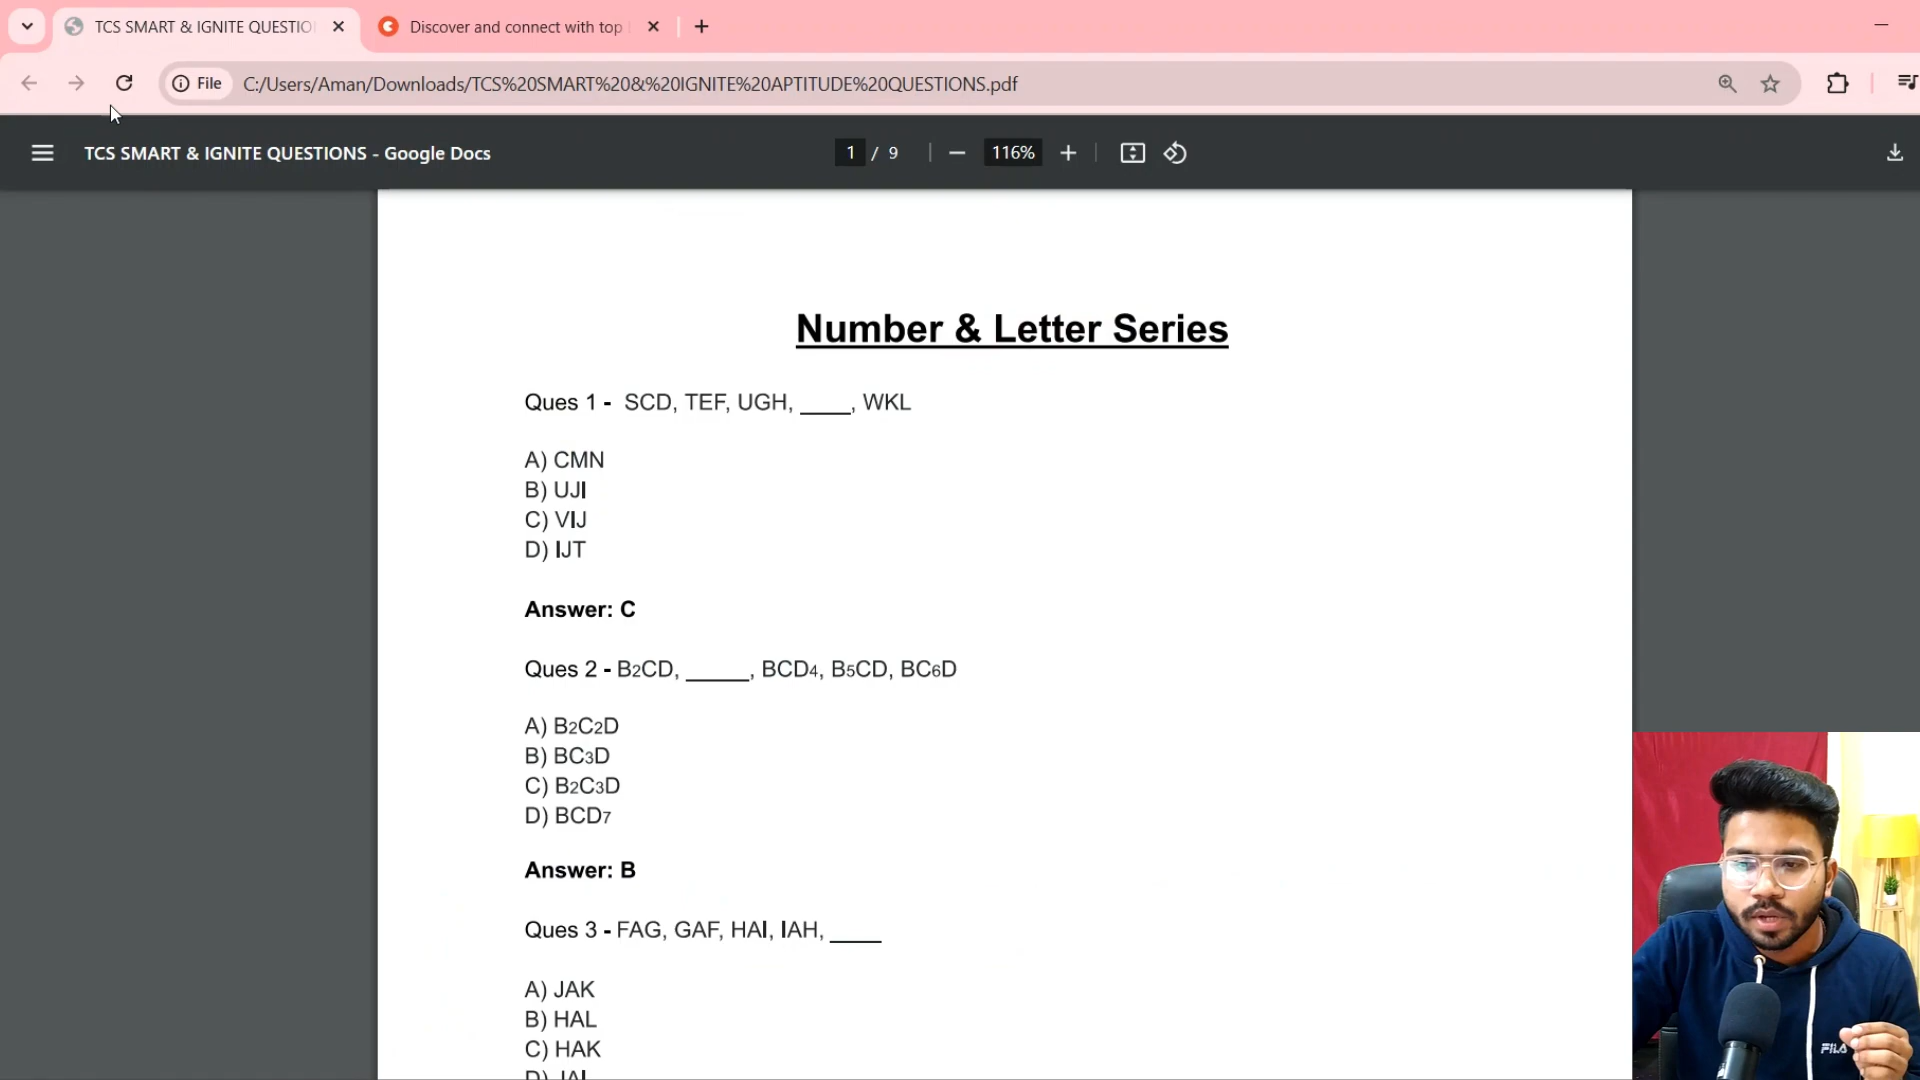 TCS SMART & IGNITE QUESTIO
Discover and connect with top
File
C:/Users/Aman/Downloads/TCS%20SMART%20&%20IGNITE%20APTITUDE%20QUESTIONS.pdf
TCS SMART & IGNITE QUESTIONS - Google Docs
1 / 9
116%
Number & Letter Series
Ques 1 - SCD, TEF, UGH, ____, WKL
A) CMN
B) UJI
C) VIJ
D) IJT
Answer: C
Ques 2 - B2CD, _____, BCD4, B5CD, BC6D
A) B2C2D
B) BC3D
C) B2C3D
D) BCD7
Answer: B
Ques 3 - FAG, GAF, HAI, IAH, ____
A) JAK
B) HAL
C) HAK
D) JAI
FILA